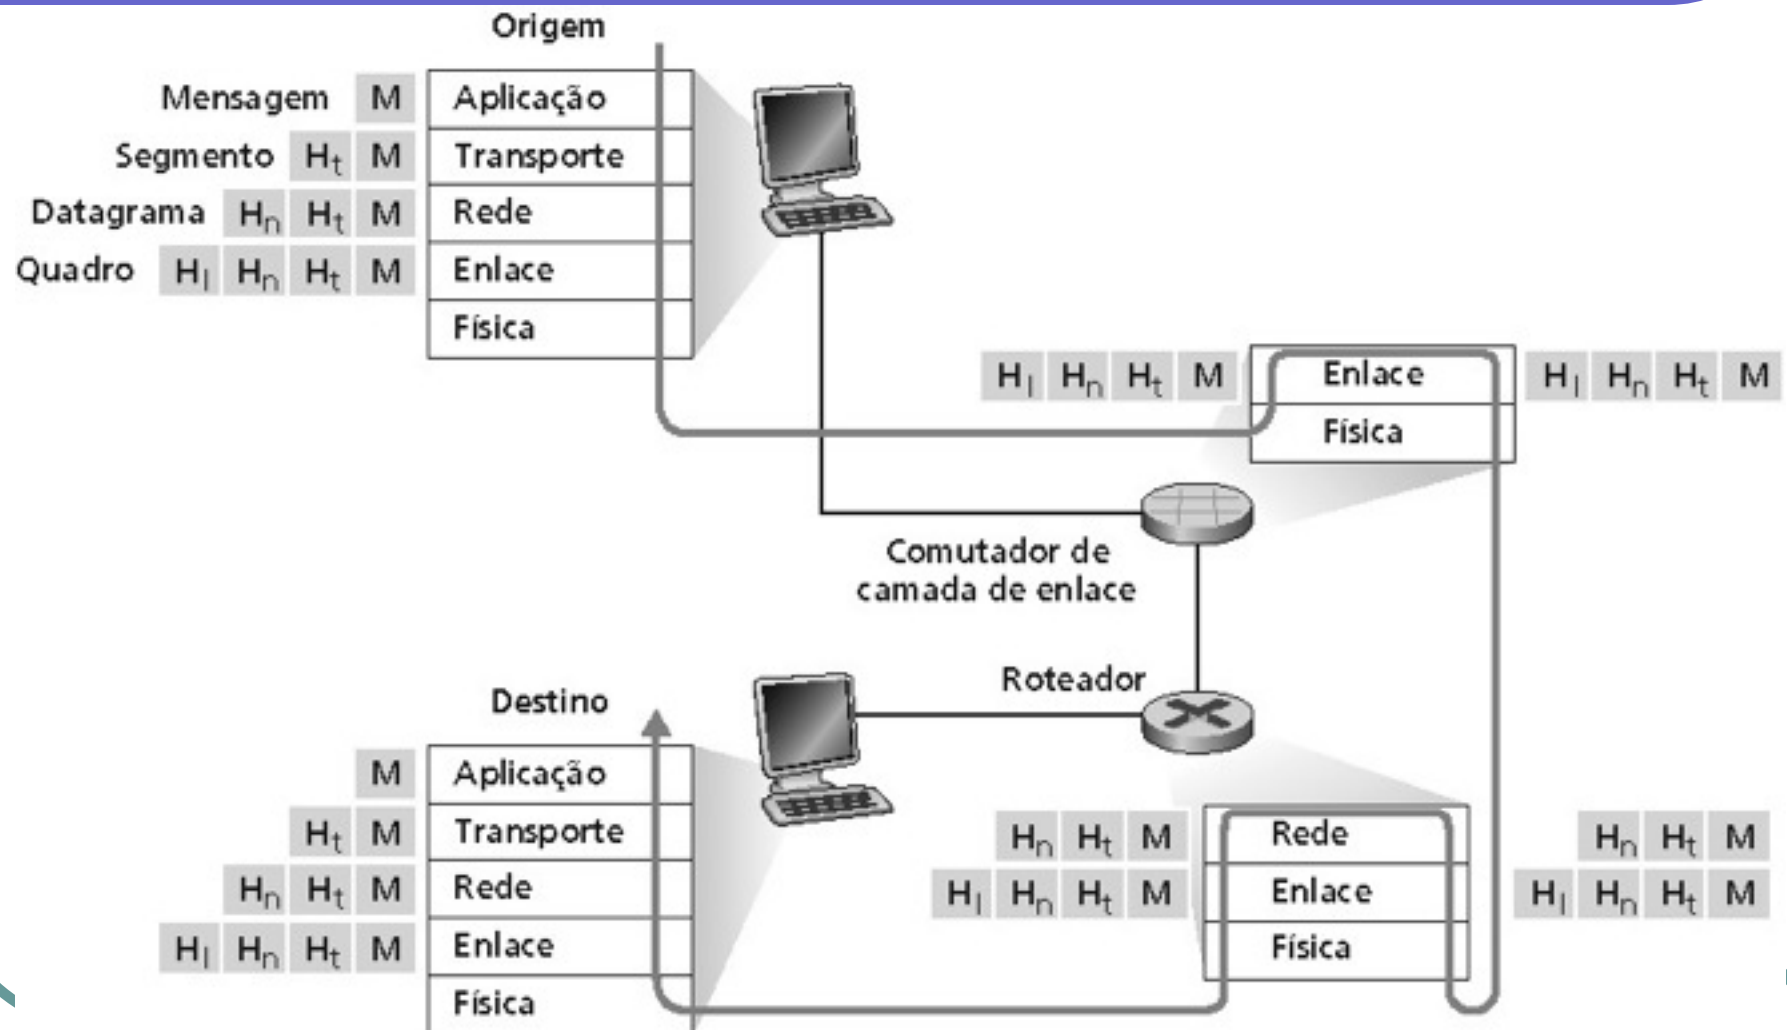 Origem
Mensagem M Aplicação
Segmento Ht M Transporte
Datagrama Hn Ht M Rede
Quadro Hl Hn Ht M Enlace
Física
Hl Hn Ht M Enlace Hl Hn Ht M
Física
Comutador de
camada de enlace
Roteador
Destino
M Aplicação
Ht M Transporte
Hn Ht M Rede
Hl Hn Ht M Enlace
Física
Hn Ht M Rede Hn Ht M
Hl Hn Ht M Enlace Hl Hn Ht M
Física